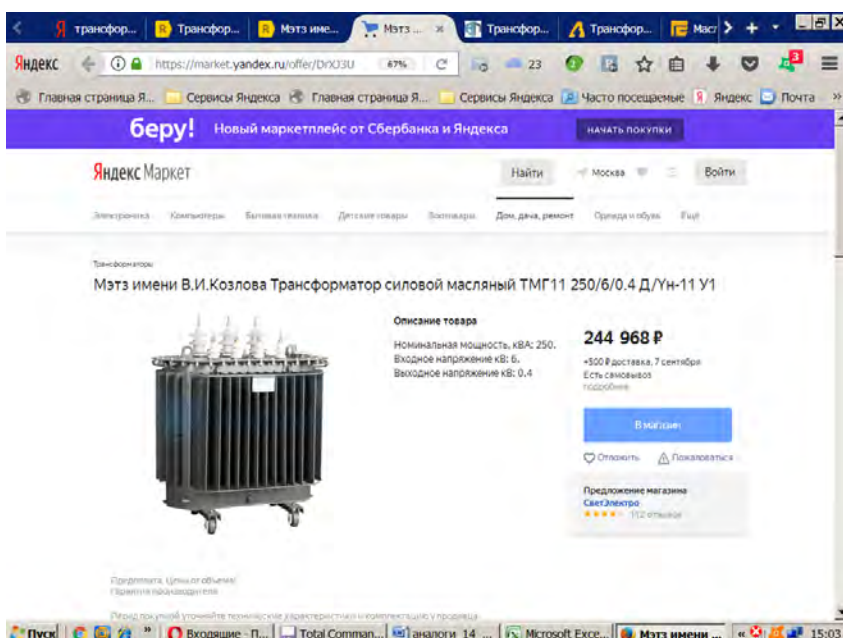 трансфор... Трансфор... Мэтз име... Мэтз ... Трансфор... Трансфор... Маст
Яндекс https://market.yandex.ru/offer/DrXU3U 67% 23 3
Главная страница Я... Сервисы Яндекса Главная страница Я... Сервисы Яндекса Часто посещаемые Яндекс Почта »
беру! Новый маркетплейс от Сбербанка и Яндекса НАЧАТЬ ПОКУПКИ
Яндекс Маркет Найти Москва Войти
Электроника Компьютеры Бытовая техника Детские товары Зоотовары Дом, дача, ремонт Одежда и обувь Ещё
Трансформаторы
Мэтз имени В.И.Козлова Трансформатор силовой масляный ТМГ11 250/6/0.4 Д/Ун-11 У1
Описание товара
Номинальная мощность, кВА: 250.
Входное напряжение кВ: 6.
Выходное напряжение кВ: 0.4
244 968 ₽
+500 ₽ доставка, 7 сентября
Есть самовывоз
подробнее
В магазин
Отложить Пожаловаться
Предложение магазина
СветЭлектро
112 отзывов
Предоплата. Цены от объема!
Гарантия производителя
Перед покупкой уточняйте технические характеристики и комплектацию у продавца
Пуск » Входящие - П... Total Comman... аналоги_14_... Microsoft Exce... Мэтз имени ... « 15:03